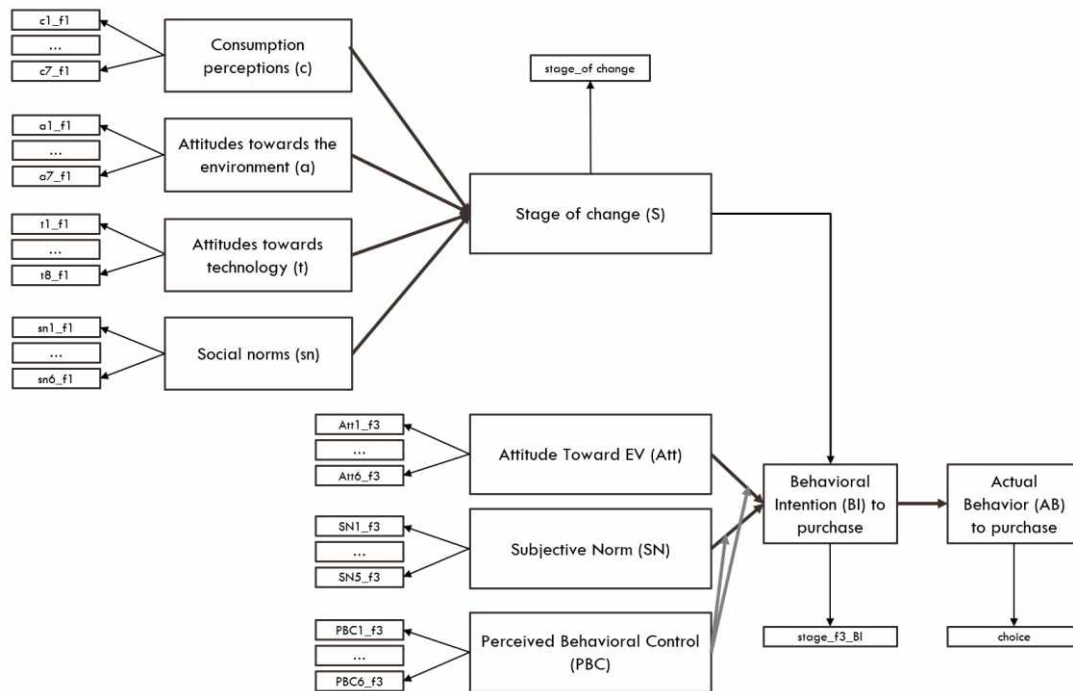 c1_f1
...
c7_f1
Consumption
perceptions (c)
a1_f1
...
a7_f1
Attitudes towards the
environment (a)
t1_f1
...
t8_f1
Attitudes towards
technology (t)
sn1_f1
...
sn6_f1
Social norms (sn)
stage_of change
Stage of change (S)
Att1_f3
...
Att6_f3
Attitude Toward EV (Att)
SN1_f3
...
SN5_f3
Subjective Norm (SN)
PBC1_f3
...
PBC6_f3
Perceived Behavioral Control
(PBC)
Behavioral
Intention (BI) to
purchase
Actual
Behavior (AB)
to purchase
stage_f3_BI
choice